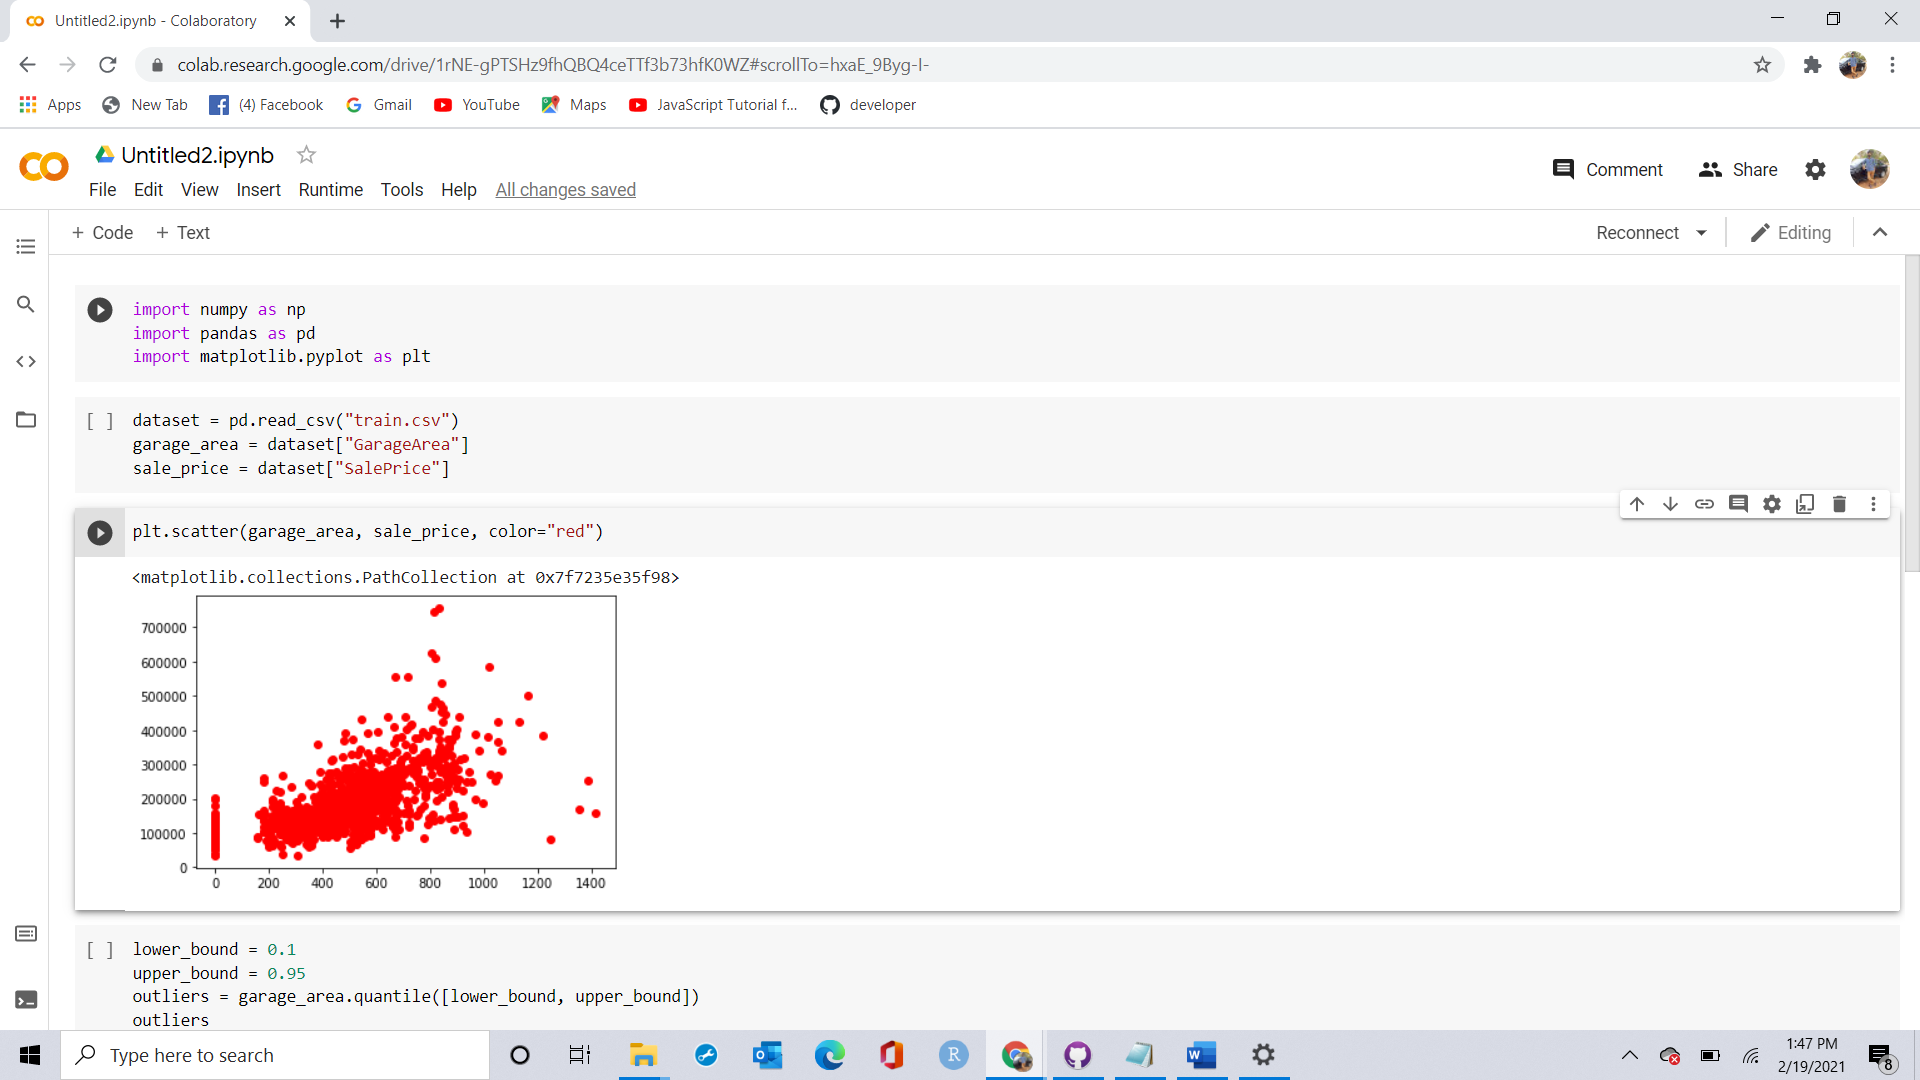 Untitled2.ipynb - Colaboratory
colab.research.google.com/drive/1rNE-gPTSHz9fhQBQ4ceTTf3b73hfK0WZ#scrollTo=hxaE_9Byg-I-
Apps New Tab (4) Facebook Gmail YouTube Maps JavaScript Tutorial f... developer
Untitled2.ipynb
Comment Share
File Edit View Insert Runtime Tools Help All changes saved
+ Code + Text Reconnect Editing
import numpy as np
import pandas as pd
import matplotlib.pyplot as plt
[ ] dataset = pd.read_csv("train.csv")
garage_area = dataset["GarageArea"]
sale_price = dataset["SalePrice"]
plt.scatter(garage_area, sale_price, color="red")
<matplotlib.collections.PathCollection at 0x7f7235e35f98>
700000
600000
500000
400000
300000
200000
100000
0
0 200 400 600 800 1000 1200 1400
[ ] lower_bound = 0.1
upper_bound = 0.95
outliers = garage_area.quantile([lower_bound, upper_bound])
outliers
Type here to search
1:47 PM
2/19/2021
8